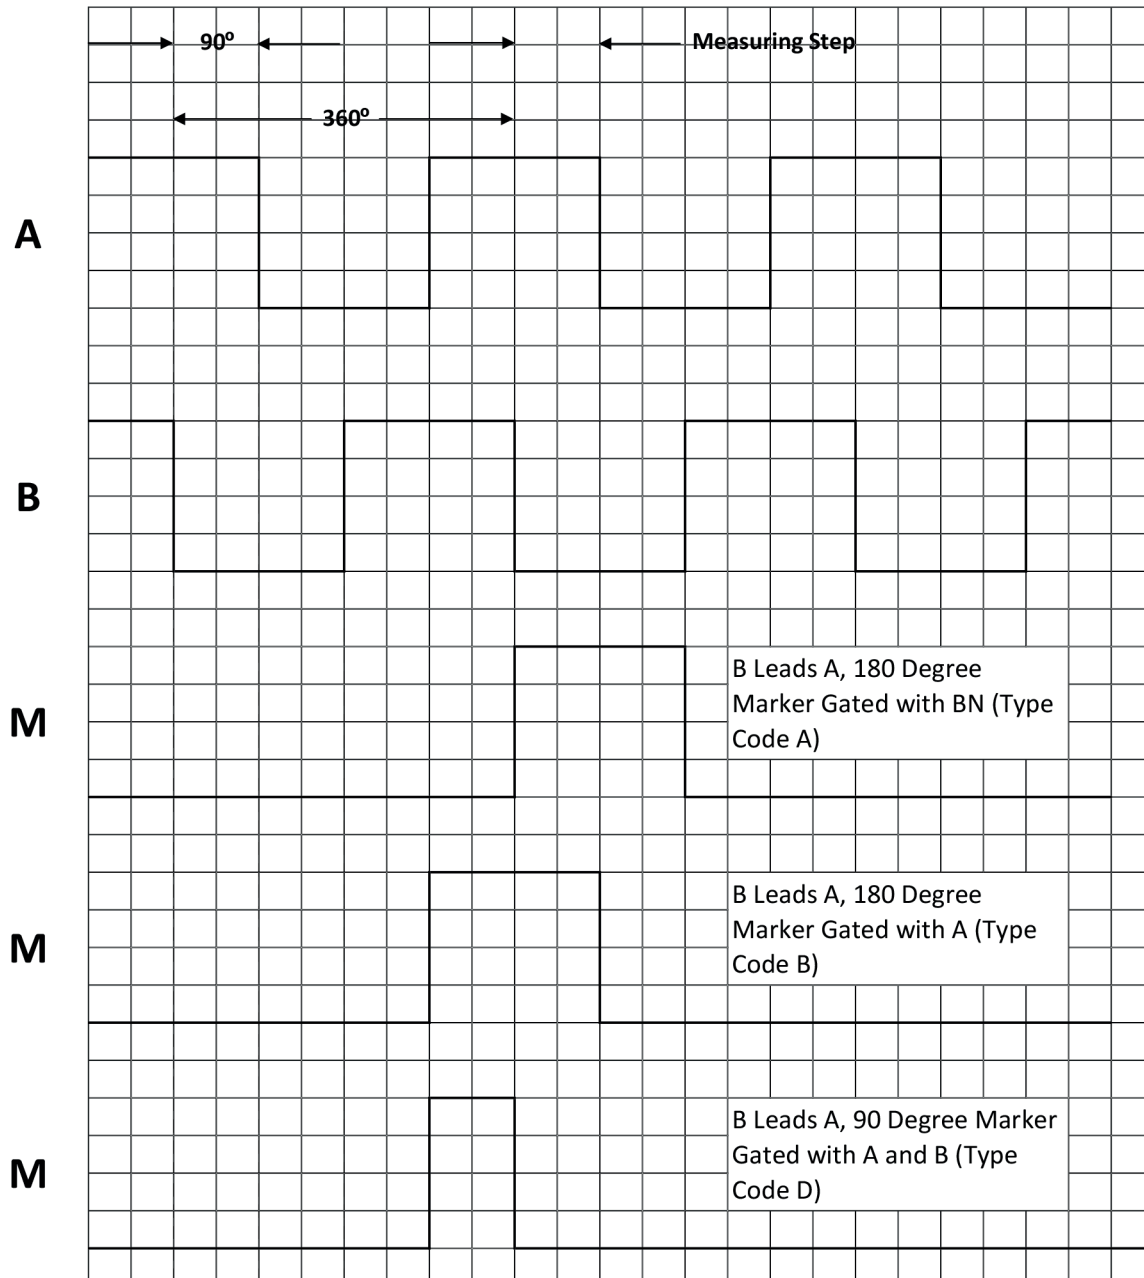 90º Measuring Step
360º
A
B
M
B Leads A, 180 Degree
Marker Gated with BN (Type
Code A)
M
B Leads A, 180 Degree
Marker Gated with A (Type
Code B)
M
B Leads A, 90 Degree Marker
Gated with A and B (Type
Code D)